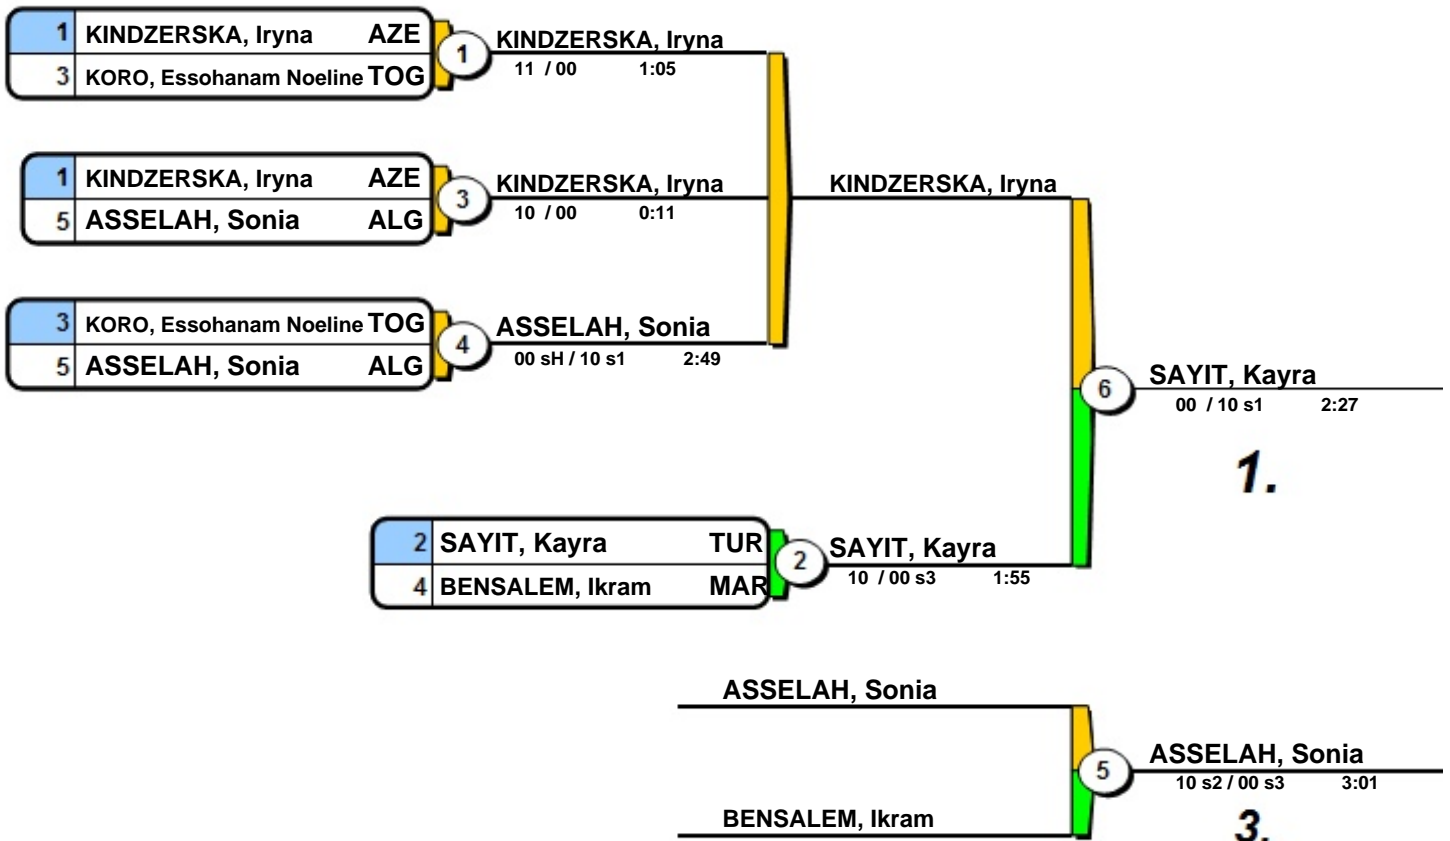 1 KINDZERSKA, Iryna AZE
3 KORO, Essohanam Noeline TOG
1 KINDZERSKA, Iryna
11 / 00 1:05
1 KINDZERSKA, Iryna AZE
5 ASSELAH, Sonia ALG
3 KINDZERSKA, Iryna
10 / 00 0:11
KINDZERSKA, Iryna
3 KORO, Essohanam Noeline TOG
5 ASSELAH, Sonia ALG
4 ASSELAH, Sonia
00 sH / 10 s1 2:49
6 SAYIT, Kayra
00 / 10 s1 2:27
1.
2 SAYIT, Kayra TUR
4 BENSALEM, Ikram MAR
2 SAYIT, Kayra
10 / 00 s3 1:55
ASSELAH, Sonia
5 ASSELAH, Sonia
10 s2 / 00 s3 3:01
BENSALEM, Ikram
3.